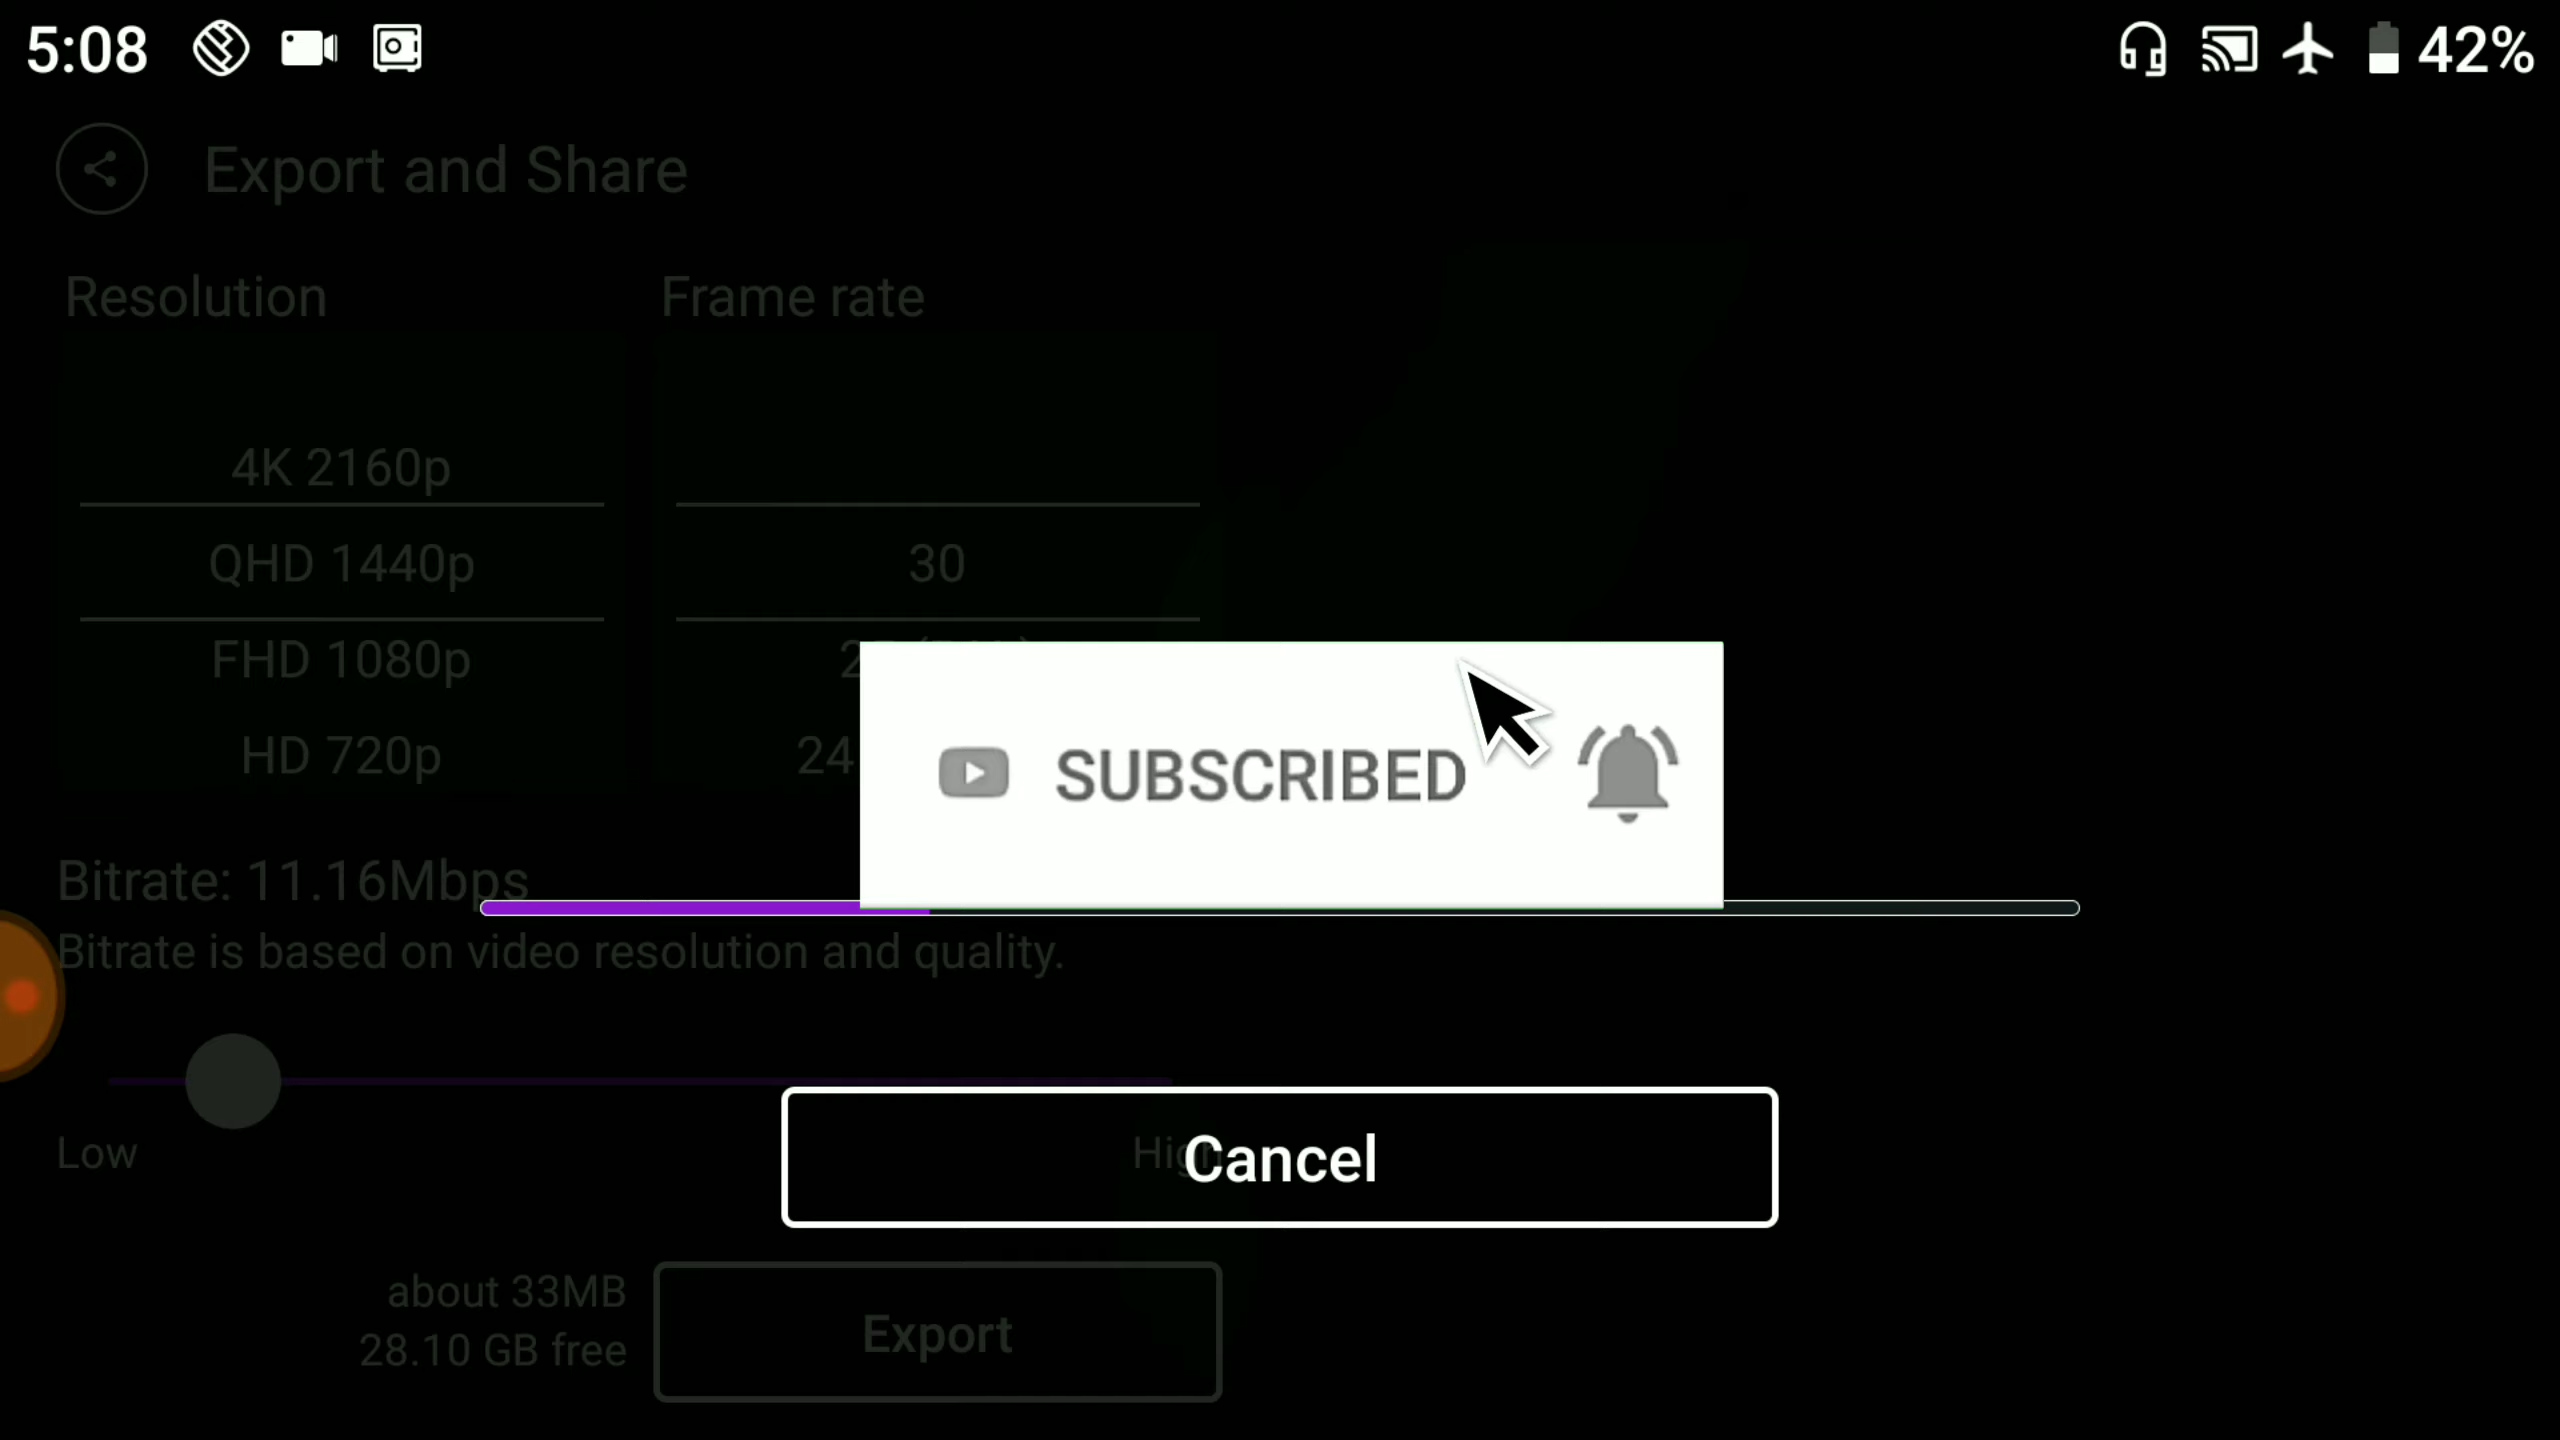 5:08
42%
Export and Share
Resolution
Frame rate
4K 2160p
QHD 1440p
30
FHD 1080p
HD 720p
24
SUBSCRIBED
Bitrate: 11.16Mbps
Bitrate is based on video resolution and quality.
Low
High
Cancel
about 33MB
28.10 GB free
Export